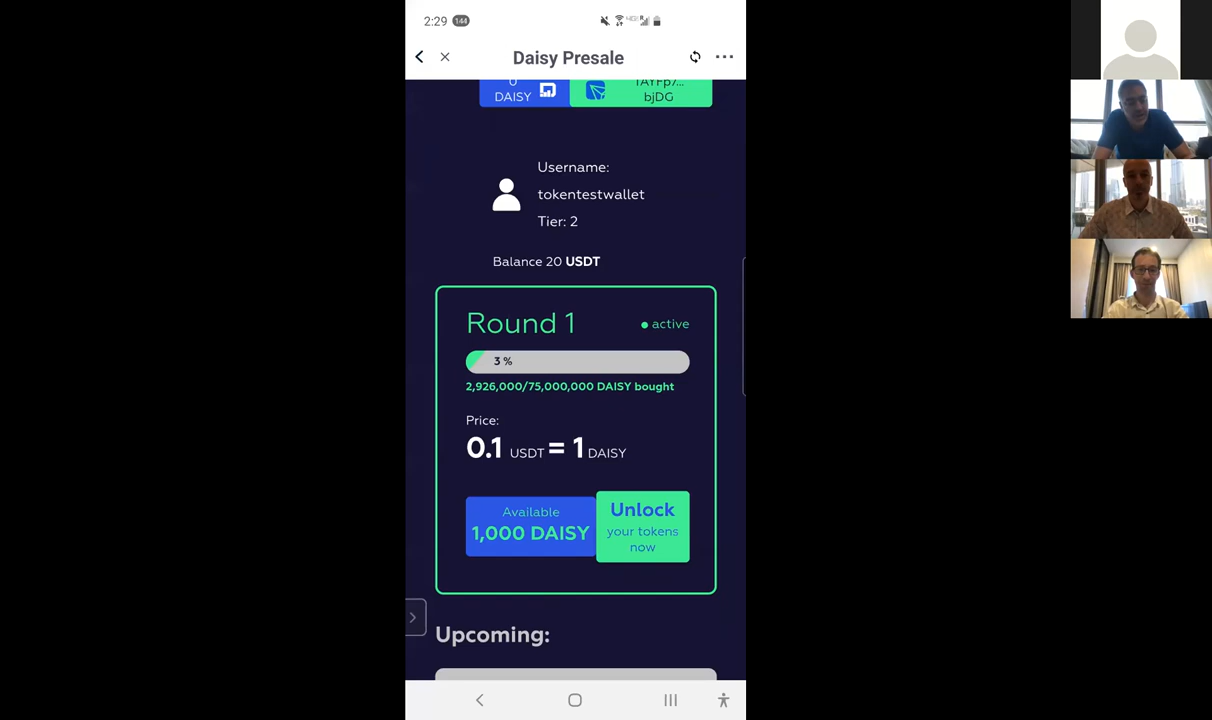 2:29 144
Daisy Presale
DAISY
bjDG
Username:
tokentestwallet
Tier: 2
Balance 20 USDT
Round 1 active
3 %
2,926,000/75,000,000 DAISY bought
Price:
0.1 USDT = 1 DAISY
Available
1,000 DAISY
Unlock
your tokens
now
Upcoming: